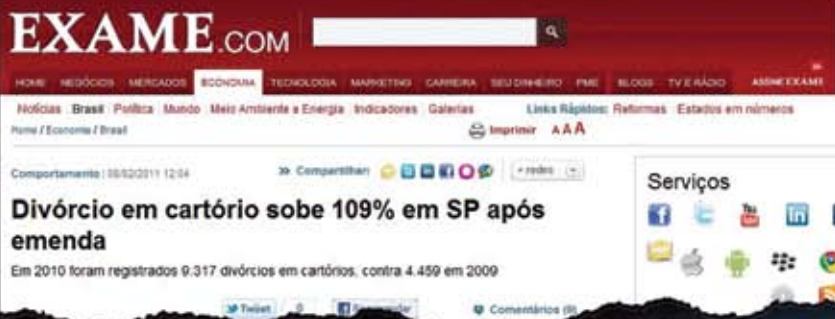 EXAME.COM
HOME NEGÓCIOS MERCADOS ECONOMIA TECNOLOGIA MARKETING CARREIRA SEU DINHEIRO PME BLOGS TV E RÁDIO ASSINE EXAME
Notícias Brasil Política Mundo Meio Ambiente e Energia Indicadores Galerias Links Rápidos: Reformas Estados em números
Home / Economia / Brasil
Imprimir A A A
Comportamento | 08/02/2011 12:04
Compartilhar:
+ redes
Divórcio em cartório sobe 109% em SP após
emenda
Em 2010 foram registrados 9.317 divórcios em cartórios, contra 4.459 em 2009
Tweet 0
Comentários (0)
Serviços